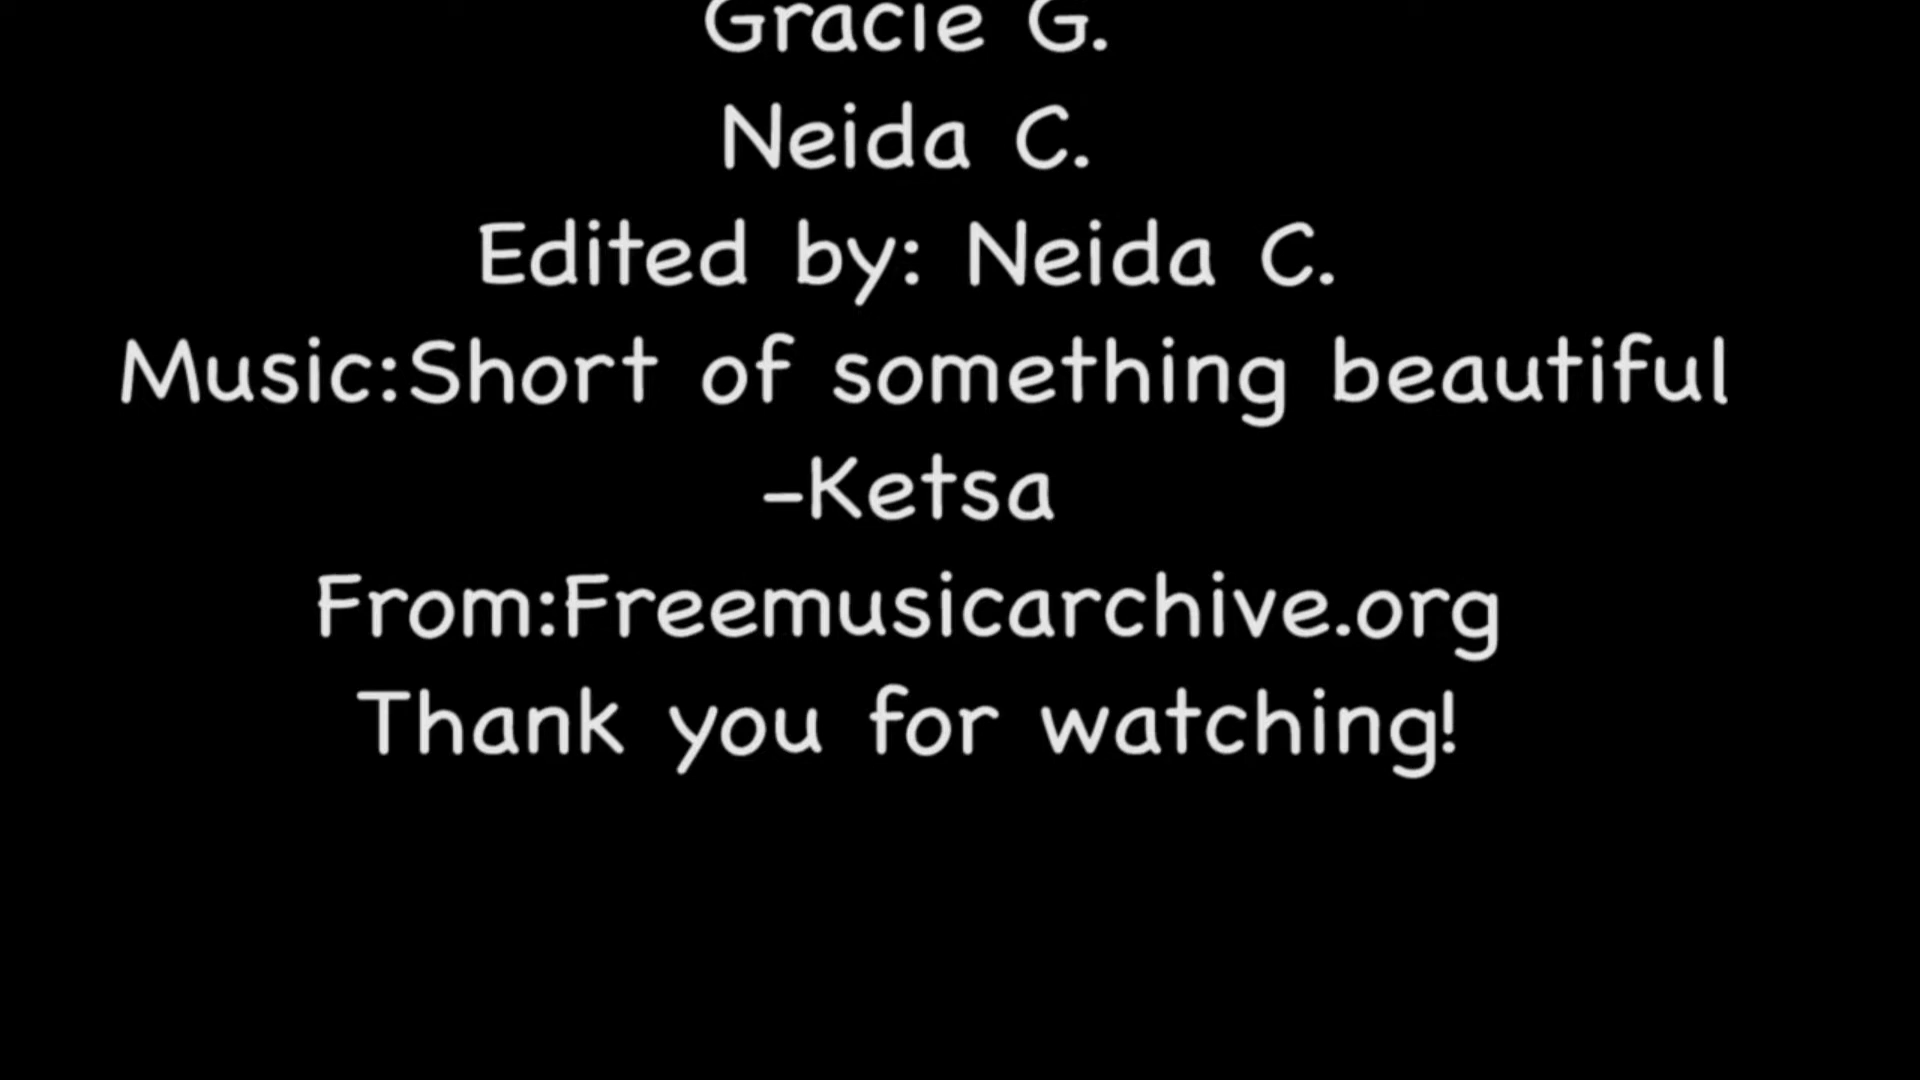 Gracie G.
Neida C.
Edited by: Neida C.
Music:Short of something beautiful
-Ketsa
From:Freemusicarchive.org
Thank you for watching!